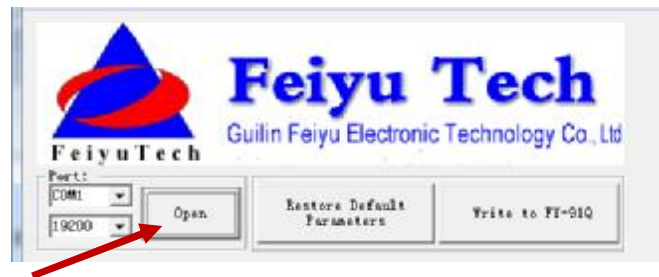 Feiyu Tech
Guilin Feiyu Electronic Technology Co., Ltd
FeiyuTech
Port:
COM1
19200
Open
Restore Default
Parameters
Write to FY-91Q